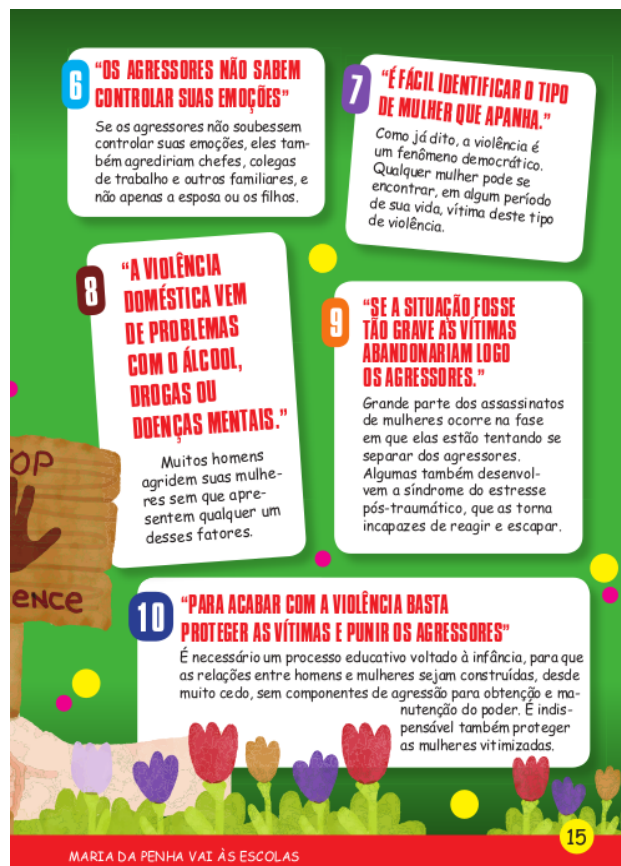 6
“OS AGRESSORES NÃO SABEM
CONTROLAR SUAS EMOÇÕES”
Se os agressores não soubessem
controlar suas emoções, eles tam-
bém agrediriam chefes, colegas
de trabalho e outros familiares, e
não apenas a esposa ou os filhos.
7
“É FÁCIL IDENTIFICAR O TIPO
DE MULHER QUE APANHA.”
Como já dito, a violência é
um fenômeno democrático.
Qualquer mulher pode se
encontrar, em algum período
de sua vida, vítima deste tipo
de violência.
8
“A VIOLÊNCIA
DOMÉSTICA VEM
DE PROBLEMAS
COM O ÁLCOOL,
DROGAS OU
DOENÇAS MENTAIS.”
Muitos homens
agridem suas mulhe-
res sem que apre-
sentem qualquer um
desses fatores.
9
“SE A SITUAÇÃO FOSSE
TÃO GRAVE AS VÍTIMAS
ABANDONARIAM LOGO
OS AGRESSORES.”
Grande parte dos assassinatos
de mulheres ocorre na fase
em que elas estão tentando se
separar dos agressores.
Algumas também desenvol-
vem a síndrome do estresse
pós-traumático, que as torna
incapazes de reagir e escapar.
OP
ENCE
10
“PARA ACABAR COM A VIOLÊNCIA BASTA
PROTEGER AS VÍTIMAS E PUNIR OS AGRESSORES”
É necessário um processo educativo voltado à infância, para que
as relações entre homens e mulheres sejam construídas, desde
muito cedo, sem componentes de agressão para obtenção e ma-
nutenção do poder. É indis-
pensável também proteger
as mulheres vitimizadas.
15
MARIA DA PENHA VAI ÀS ESCOLAS